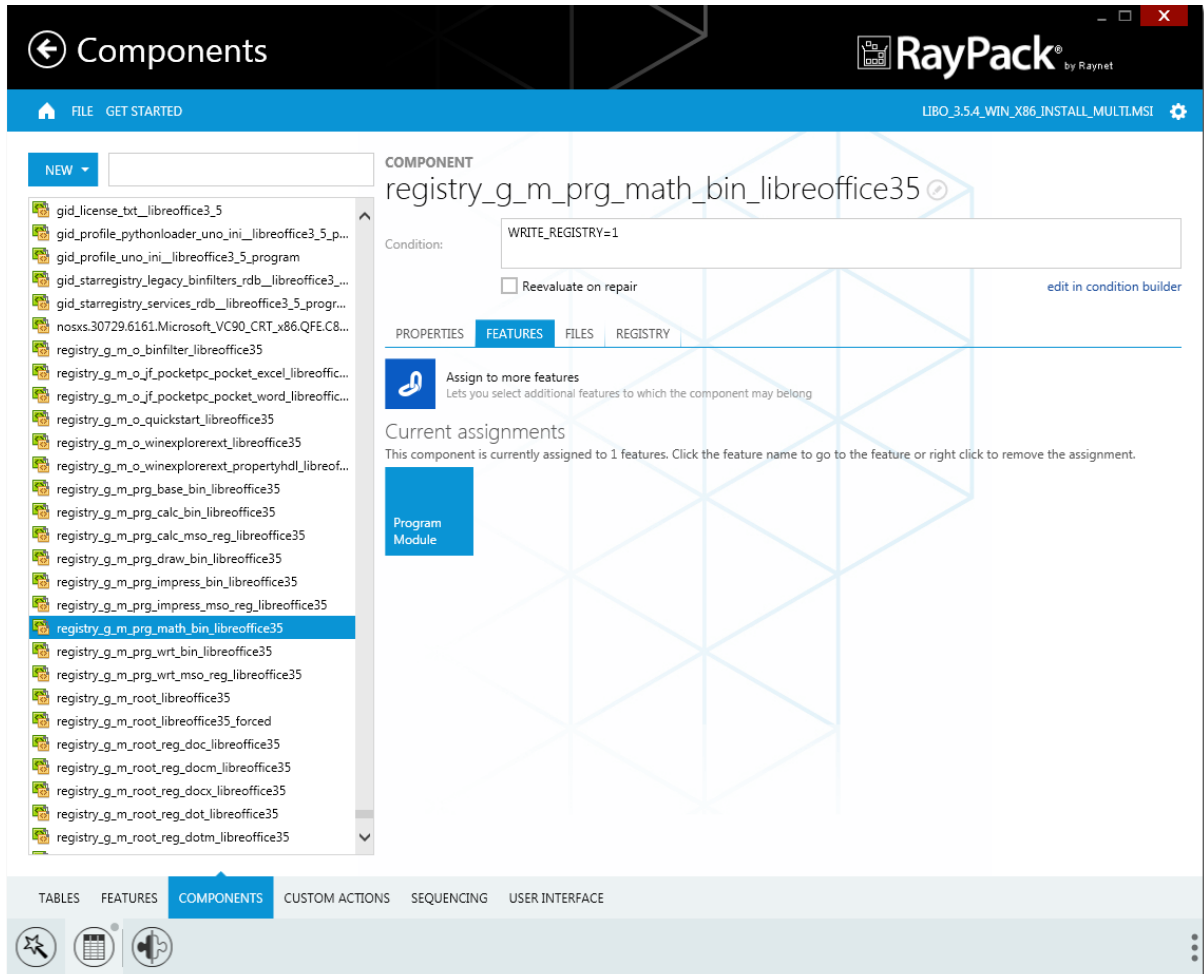 Components
RayPack®
by Raynet
X
FILE GET STARTED
LIBO_3.5.4_WIN_X86_INSTALL_MULTI.MSI
NEW
gid_license_txt__libreoffice3_5
gid_profile_pythonloader_uno_ini__libreoffice3_5_p...
gid_profile_uno_ini__libreoffice3_5_program
gid_starregistry_legacy_binfilters_rdb__libreoffice3_...
gid_starregistry_services_rdb__libreoffice3_5_progr...
nosxs.30729.6161.Microsoft_VC90_CRT_x86.QFE.C8...
registry_g_m_o_binfilter_libreoffice35
registry_g_m_o_jf_pocketpc_pocket_excel_libreoffic...
registry_g_m_o_jf_pocketpc_pocket_word_libreoffic...
registry_g_m_o_quickstart_libreoffice35
registry_g_m_o_winexplorerext_libreoffice35
registry_g_m_o_winexplorerext_propertyhdl_libreof...
registry_g_m_prg_base_bin_libreoffice35
registry_g_m_prg_calc_bin_libreoffice35
registry_g_m_prg_calc_mso_reg_libreoffice35
registry_g_m_prg_draw_bin_libreoffice35
registry_g_m_prg_impress_bin_libreoffice35
registry_g_m_prg_impress_mso_reg_libreoffice35
registry_g_m_prg_math_bin_libreoffice35
registry_g_m_prg_wrt_bin_libreoffice35
registry_g_m_prg_wrt_mso_reg_libreoffice35
registry_g_m_root_libreoffice35
registry_g_m_root_libreoffice35_forced
registry_g_m_root_reg_doc_libreoffice35
registry_g_m_root_reg_docm_libreoffice35
registry_g_m_root_reg_docx_libreoffice35
registry_g_m_root_reg_dot_libreoffice35
registry_g_m_root_reg_dotm_libreoffice35
COMPONENT
registry_g_m_prg_math_bin_libreoffice35
Condition:
WRITE_REGISTRY=1
Reevaluate on repair
edit in condition builder
PROPERTIES FEATURES FILES REGISTRY
Assign to more features
Lets you select additional features to which the component may belong
Current assignments
This component is currently assigned to 1 features. Click the feature name to go to the feature or right click to remove the assignment.
Program
Module
TABLES FEATURES COMPONENTS CUSTOM ACTIONS SEQUENCING USER INTERFACE